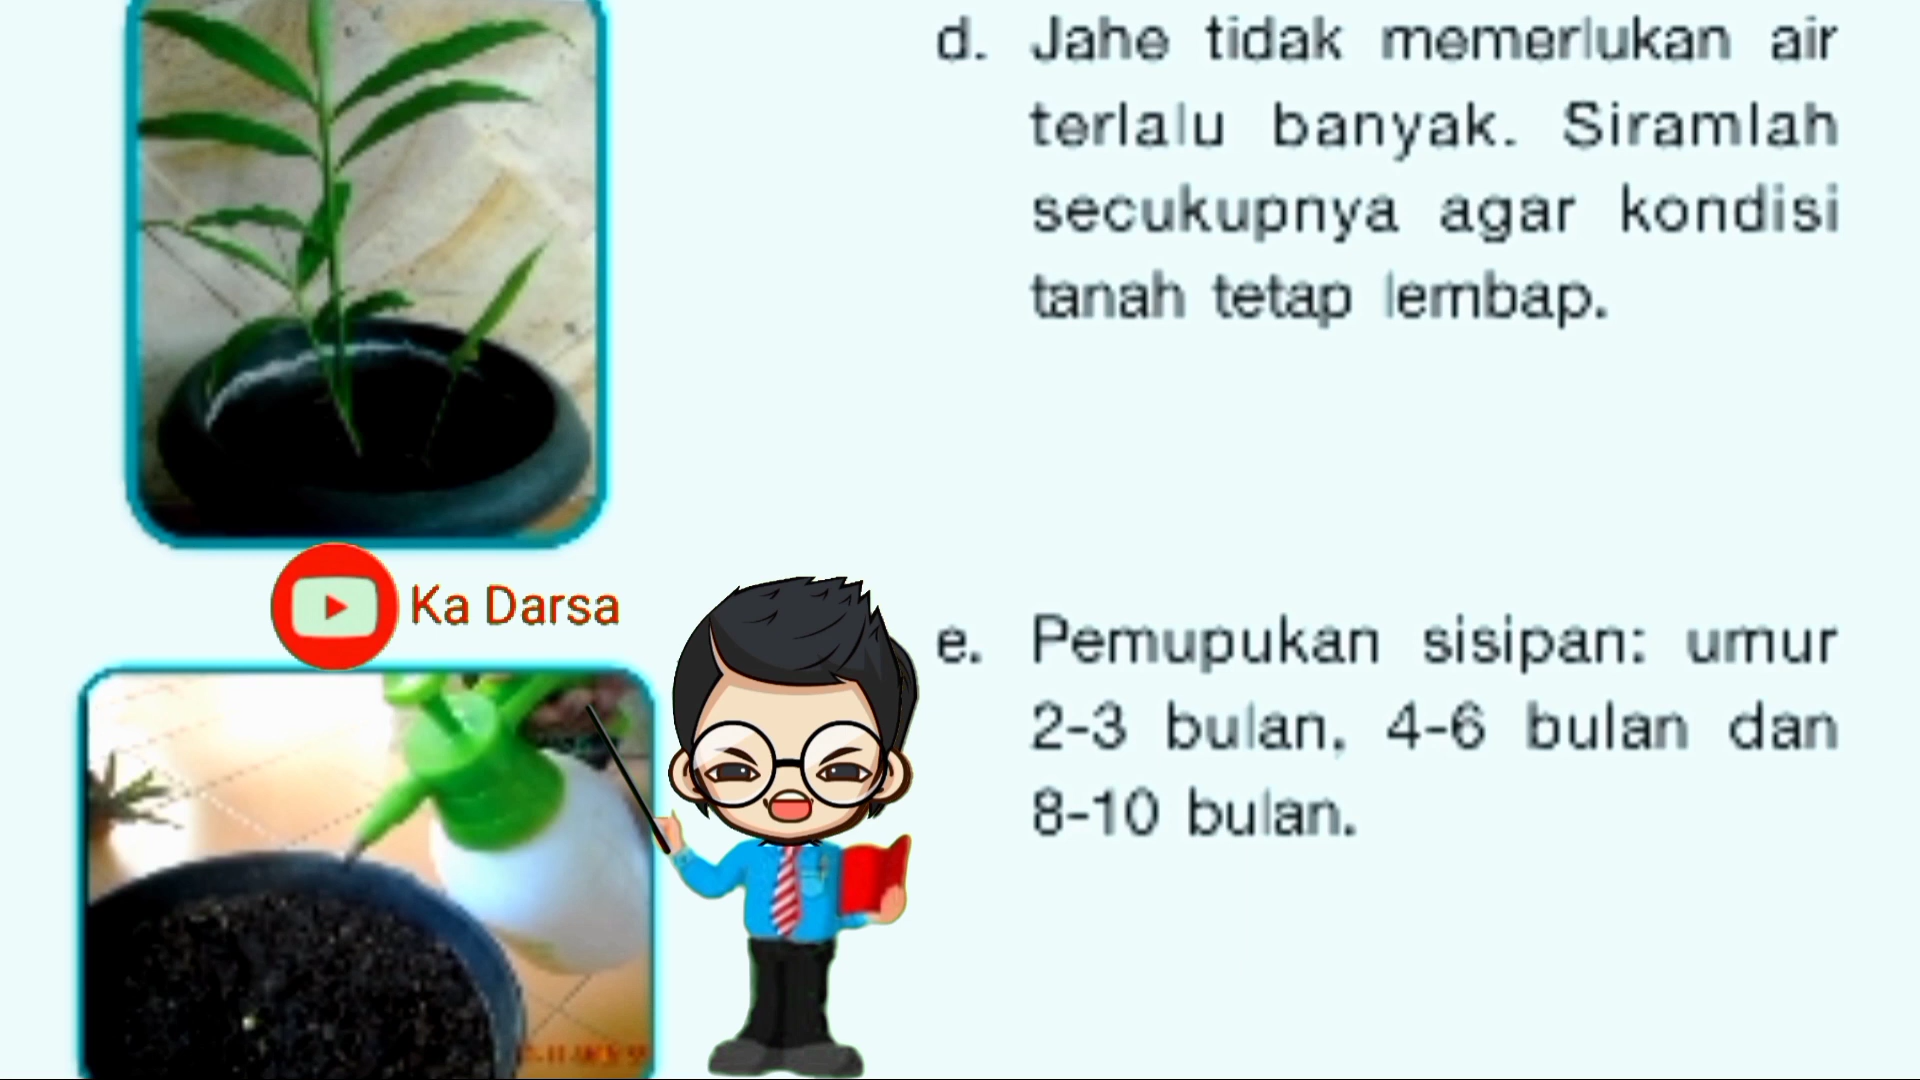 d. Jahe tidak memerlukan air
terlalu banyak. Siramlah
secukupnya agar kondisi
tanah tetap lembap.
Ka Darsa
e. Pemupukan sisipan: umur
2-3 bulan, 4-6 bulan dan
8-10 bulan.